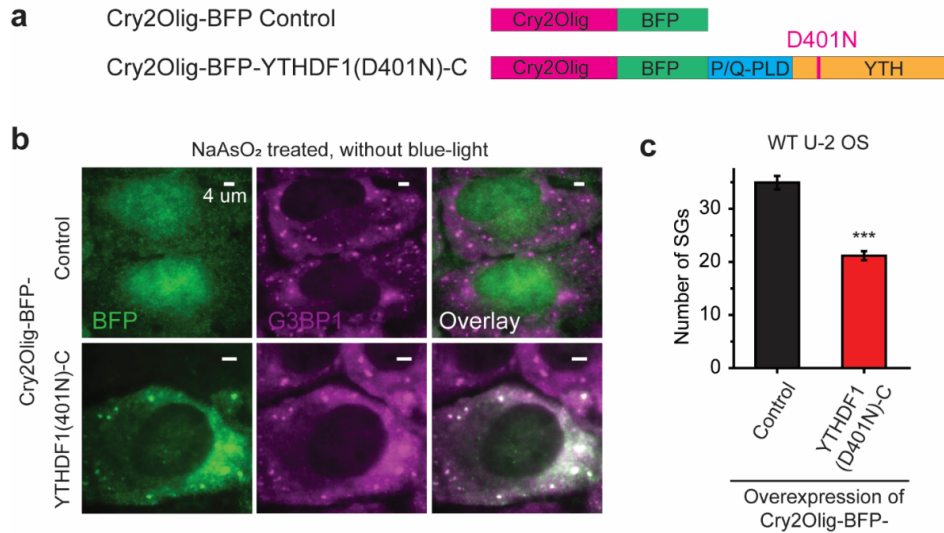 a
Cry2Olig-BFP Control
Cry2Olig BFP
D401N
Cry2Olig-BFP-YTHDF1(D401N)-C
Cry2Olig BFP P/Q-PLD YTH
b
NaAsO₂ treated, without blue-light
Cry2Olig-BFP-
Control
4 um
BFP
G3BP1
Overlay
YTHDF1(401N)-C
c
WT U-2 OS
Number of SGs
30
20
10
0
***
Control
YTHDF1
(D401N)-C
Overexpression of
Cry2Olig-BFP-